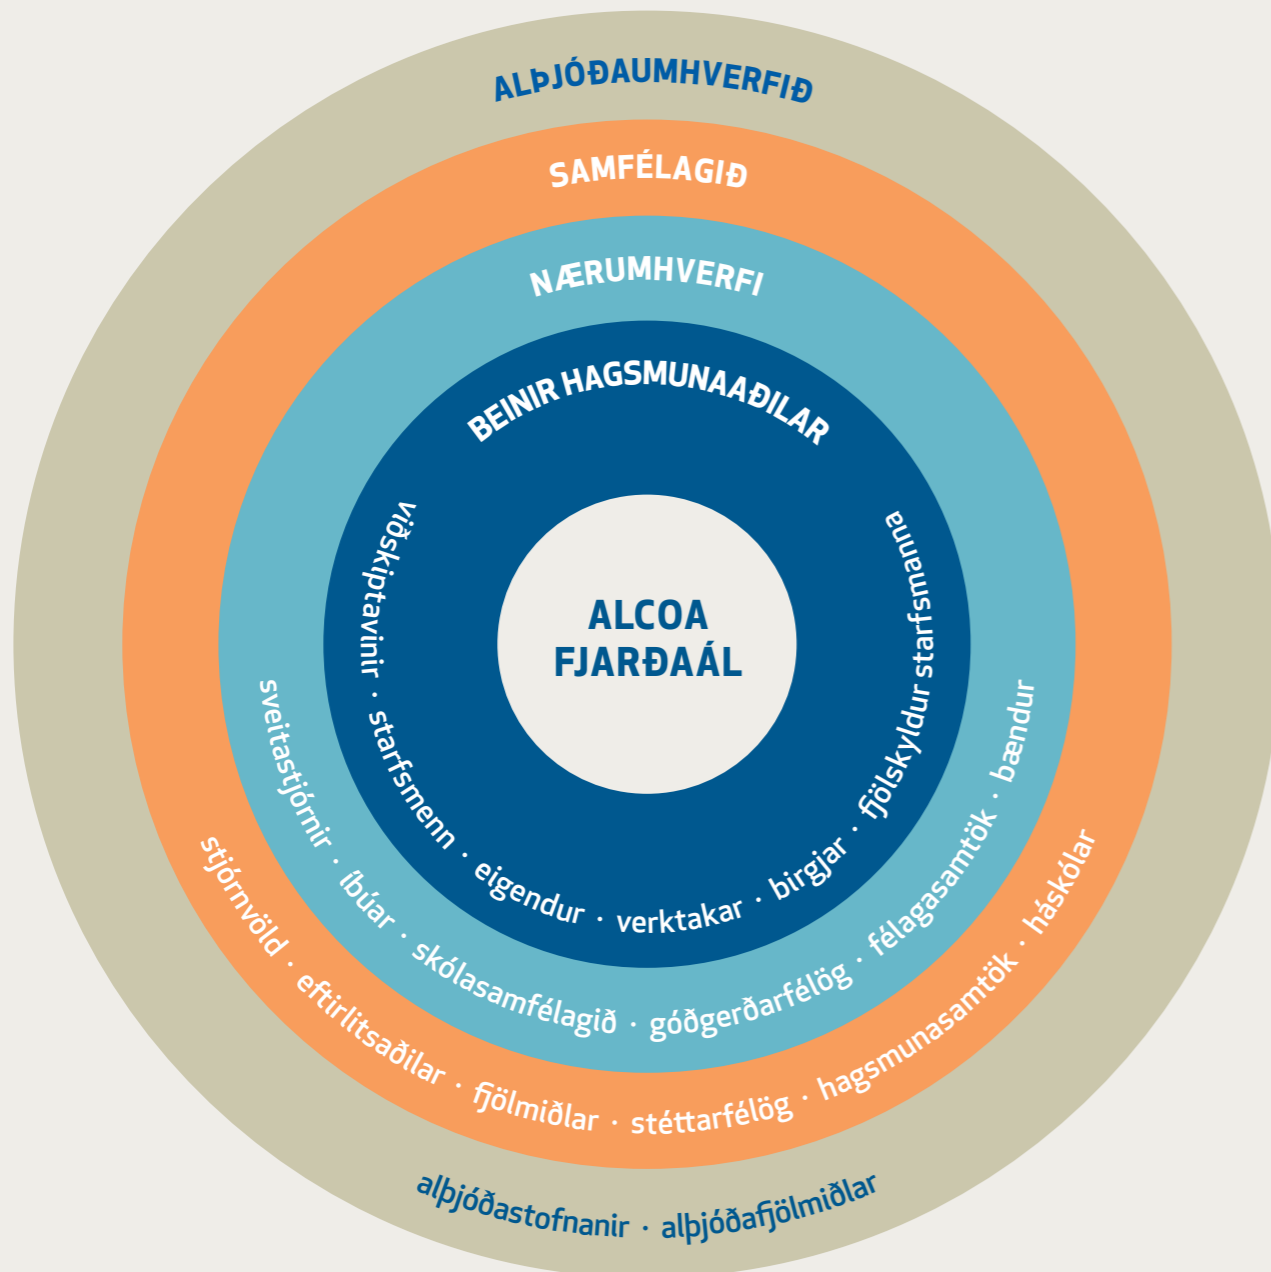 ALÞJÓÐAUMHVERFIÐ
SAMFÉLAGIÐ
NÆRUMHVERFI
BEINIR HAGSMUNAAÐILAR
ALCOA
FJARÐAÁL
viðskiptavinir · starfsmenn · eigendur · verktakar · birgjar · fjölskyldur starfsmanna
sveitastjórnir · íbúar · skólasamfélagið · góðgerðarfélög · félagasamtök · bændur
stjórnvöld · eftirlitsaðilar · fjölmiðlar · stéttarfélög · hagsmunasamtök · háskólar
alþjóðastofnanir · alþjóðafjölmiðlar